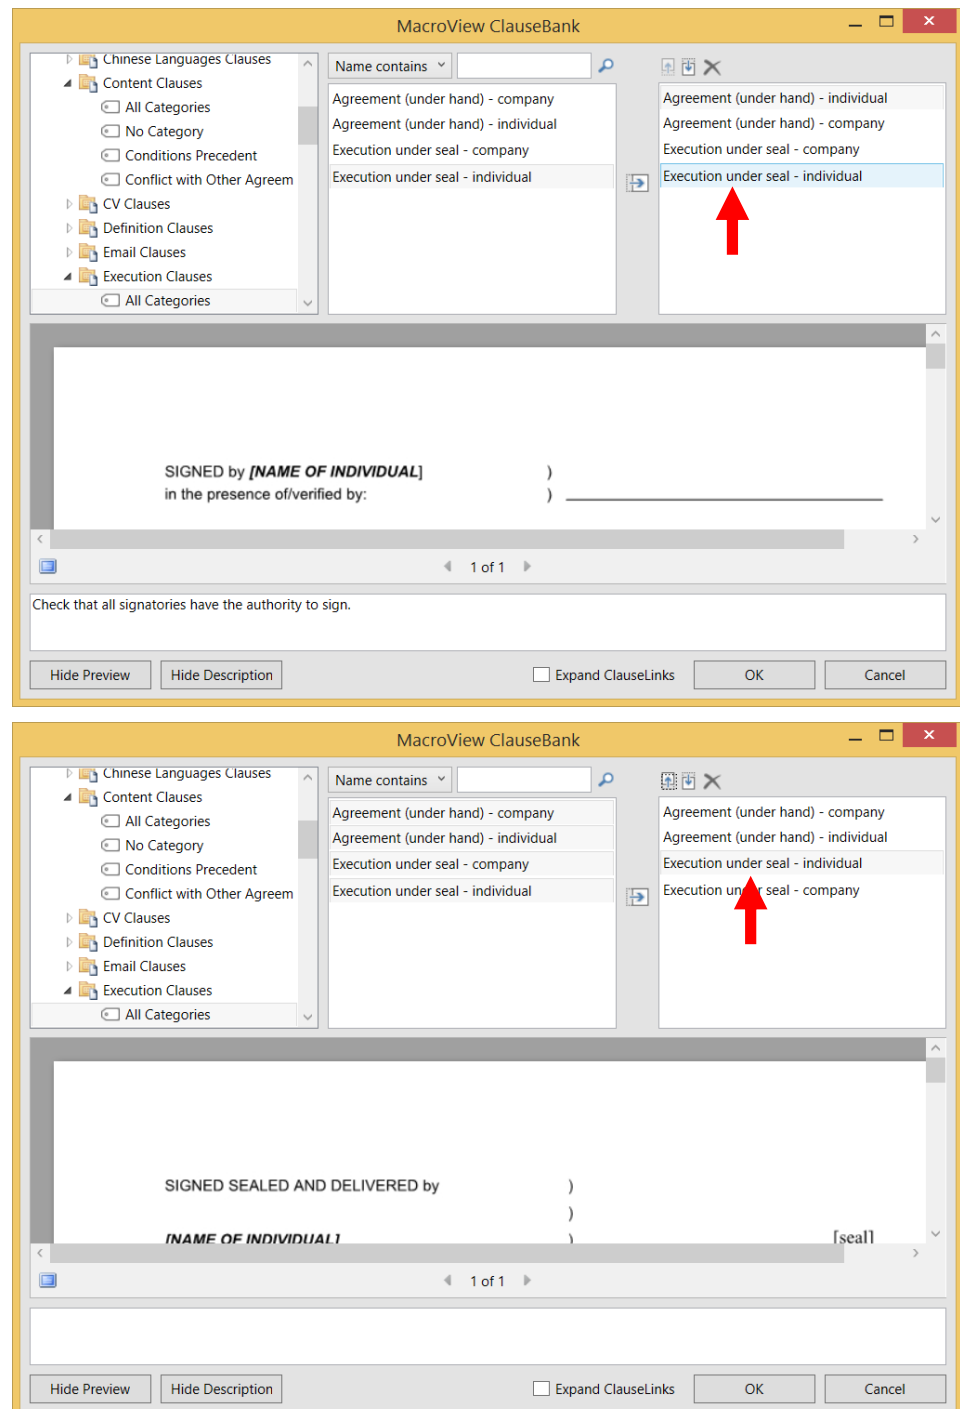 MacroView ClauseBank
Chinese Languages Clauses
Content Clauses
All Categories
No Category
Conditions Precedent
Conflict with Other Agreem
CV Clauses
Definition Clauses
Email Clauses
Execution Clauses
All Categories
Name contains
Agreement (under hand) - company
Agreement (under hand) - individual
Execution under seal - company
Execution under seal - individual
Agreement (under hand) - individual
Agreement (under hand) - company
Execution under seal - company
Execution under seal - individual
SIGNED by [NAME OF INDIVIDUAL] )
in the presence of/verified by: )
1 of 1
Check that all signatories have the authority to sign.
Hide Preview Hide Description Expand ClauseLinks OK Cancel
MacroView ClauseBank
Chinese Languages Clauses
Content Clauses
All Categories
No Category
Conditions Precedent
Conflict with Other Agreem
CV Clauses
Definition Clauses
Email Clauses
Execution Clauses
All Categories
Name contains
Agreement (under hand) - company
Agreement (under hand) - individual
Execution under seal - company
Execution under seal - individual
Agreement (under hand) - company
Agreement (under hand) - individual
Execution under seal - individual
Execution under seal - company
SIGNED SEALED AND DELIVERED by )
)
[NAME OF INDIVIDUAL] ) [seal]
1 of 1
Hide Preview Hide Description Expand ClauseLinks OK Cancel